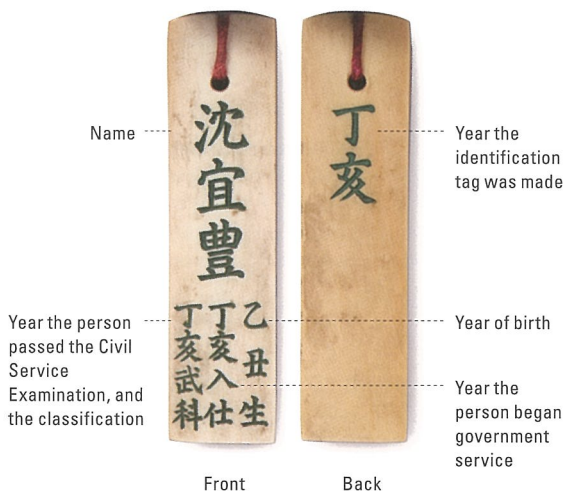 Name
沈宜豊
乙丑生
丁亥入仕
丁亥武科
丁亥
Year the
identification
tag was made
Year the person
passed the Civil
Service
Examination, and
the classification
Year of birth
Year the
person began
government
service
Front
Back